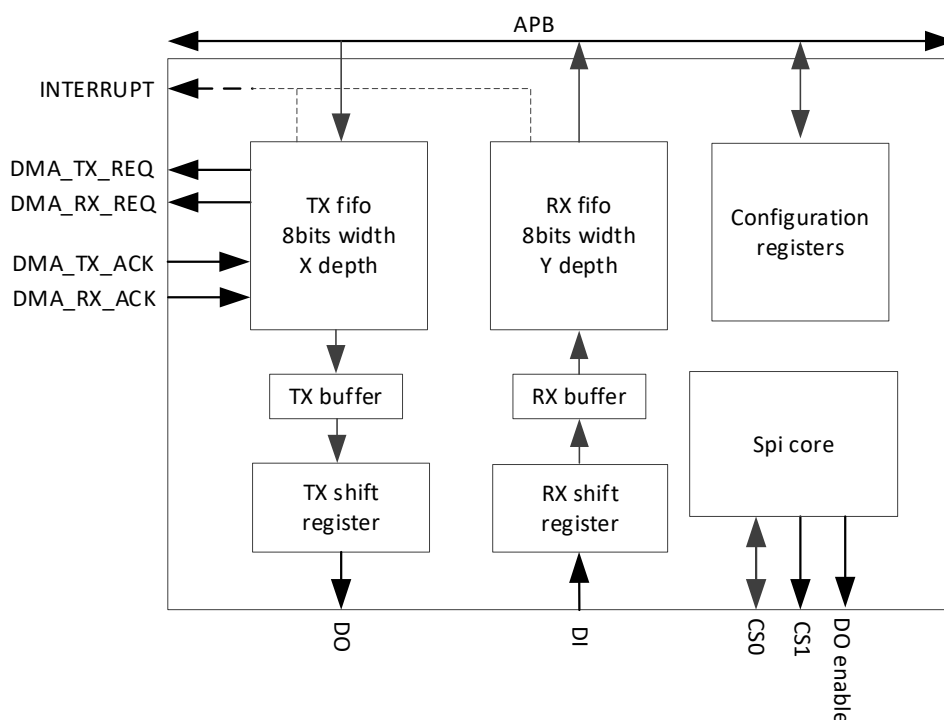 APB
INTERRUPT
DMA_TX_REQ
DMA_RX_REQ
DMA_TX_ACK
DMA_RX_ACK
TX fifo
8bits width
X depth
RX fifo
8bits width
Y depth
Configuration
registers
TX buffer
RX buffer
Spi core
TX shift
register
RX shift
register
DO
DI
CS0
CS1
DO enable